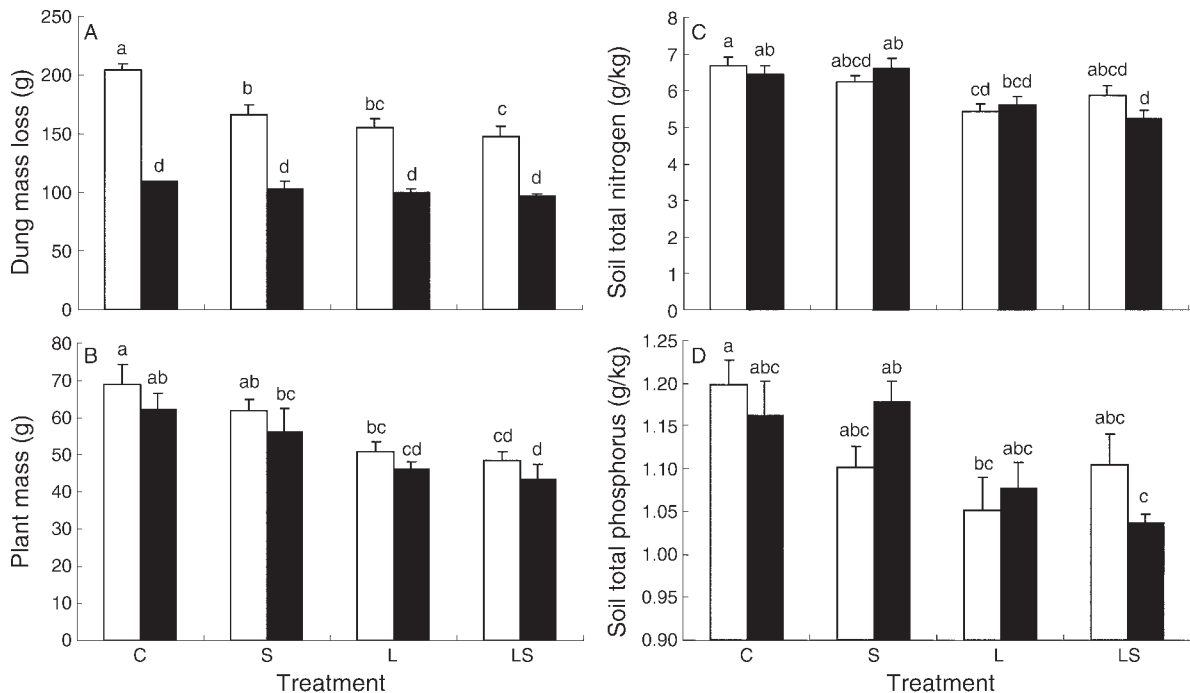 A
Dung mass loss (g)
250
200
150
100
50
0
a
d
b
d
bc
d
c
d
B
Plant mass (g)
80
70
60
50
40
30
20
10
0
a
ab
ab
bc
bc
cd
cd
d
C S L LS
Treatment
C
Soil total nitrogen (g/kg)
8
7
6
5
4
3
2
1
0
a
ab
abcd
ab
cd
bcd
abcd
d
D
Soil total phosphorus (g/kg)
1.25
1.20
1.15
1.10
1.05
1.00
0.95
0.90
a
abc
abc
ab
bc
abc
abc
c
C S L LS
Treatment